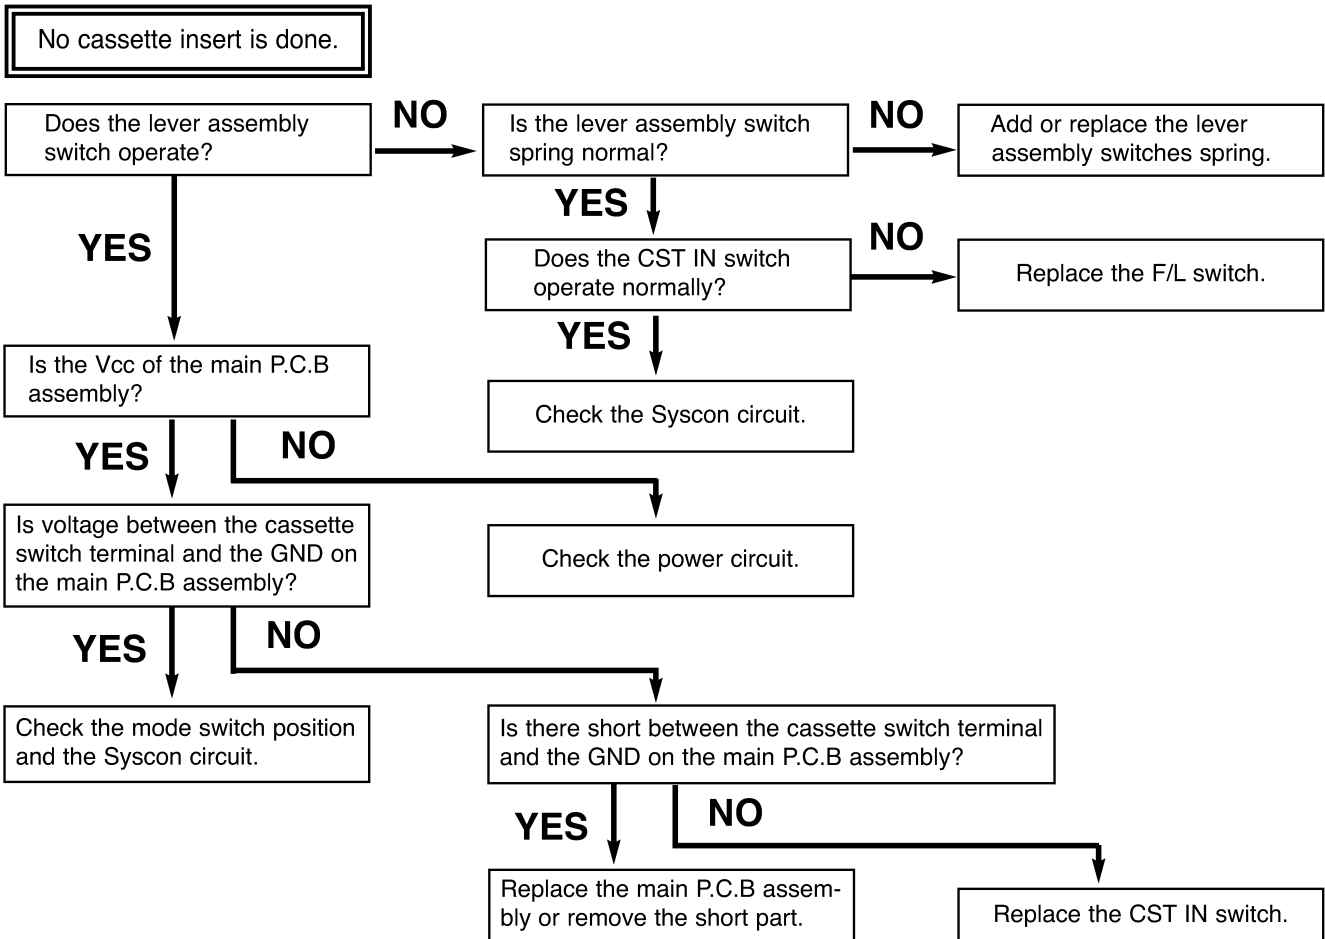 No cassette insert is done.
Does the lever assembly
switch operate?
NO
Is the lever assembly switch
spring normal?
NO
Add or replace the lever
assembly switches spring.
YES
YES
Does the CST IN switch
operate normally?
NO
Replace the F/L switch.
YES
Is the Vcc of the main P.C.B
assembly?
Check the Syscon circuit.
YES
NO
Is voltage between the cassette
switch terminal and the GND on
the main P.C.B assembly?
Check the power circuit.
YES
NO
Check the mode switch position
and the Syscon circuit.
Is there short between the cassette switch terminal
and the GND on the main P.C.B assembly?
YES
NO
Replace the main P.C.B assem-
bly or remove the short part.
Replace the CST IN switch.